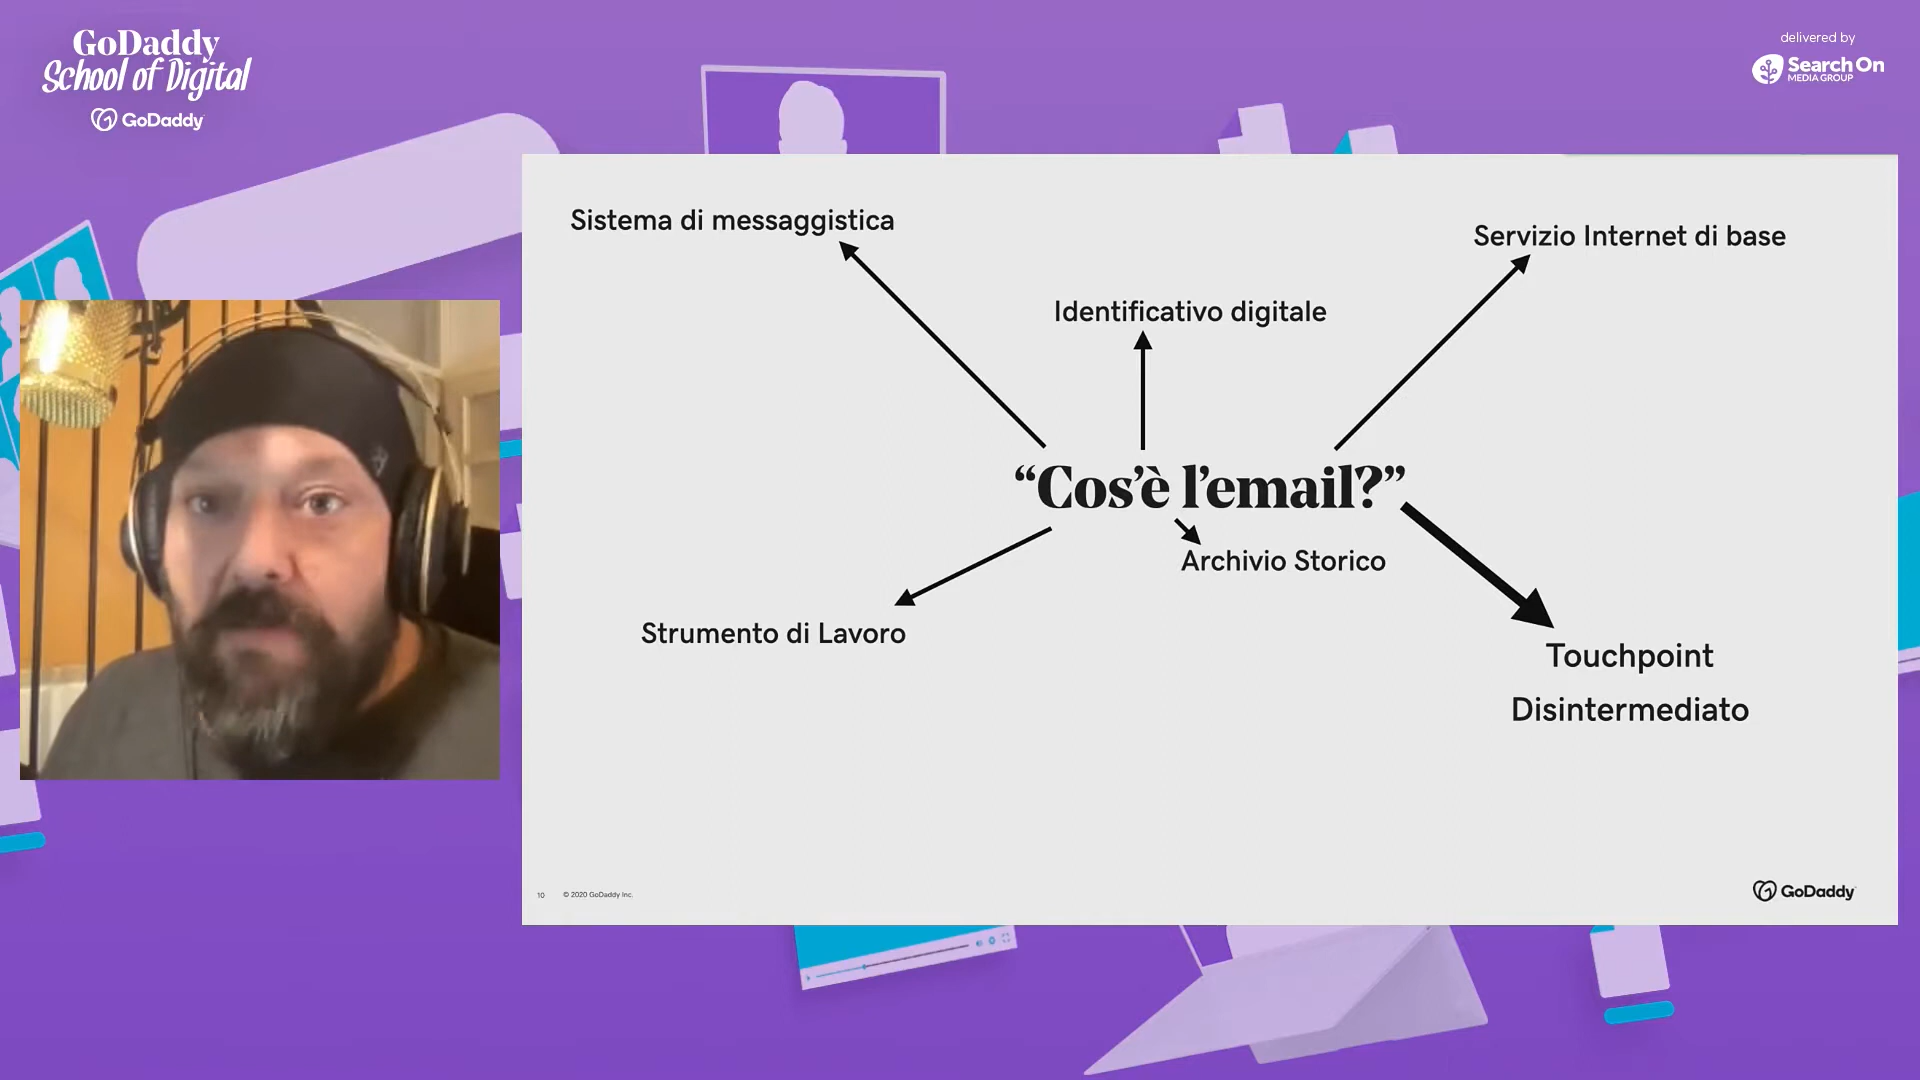 GoDaddy
School of Digital
GoDaddy
delivered by
Search On
MEDIA GROUP
Sistema di messaggistica
Servizio Internet di base
Identificativo digitale
“Cos’è l’email?”
Archivio Storico
Strumento di Lavoro
Touchpoint
Disintermediato
10 © 2020 GoDaddy Inc.
GoDaddy